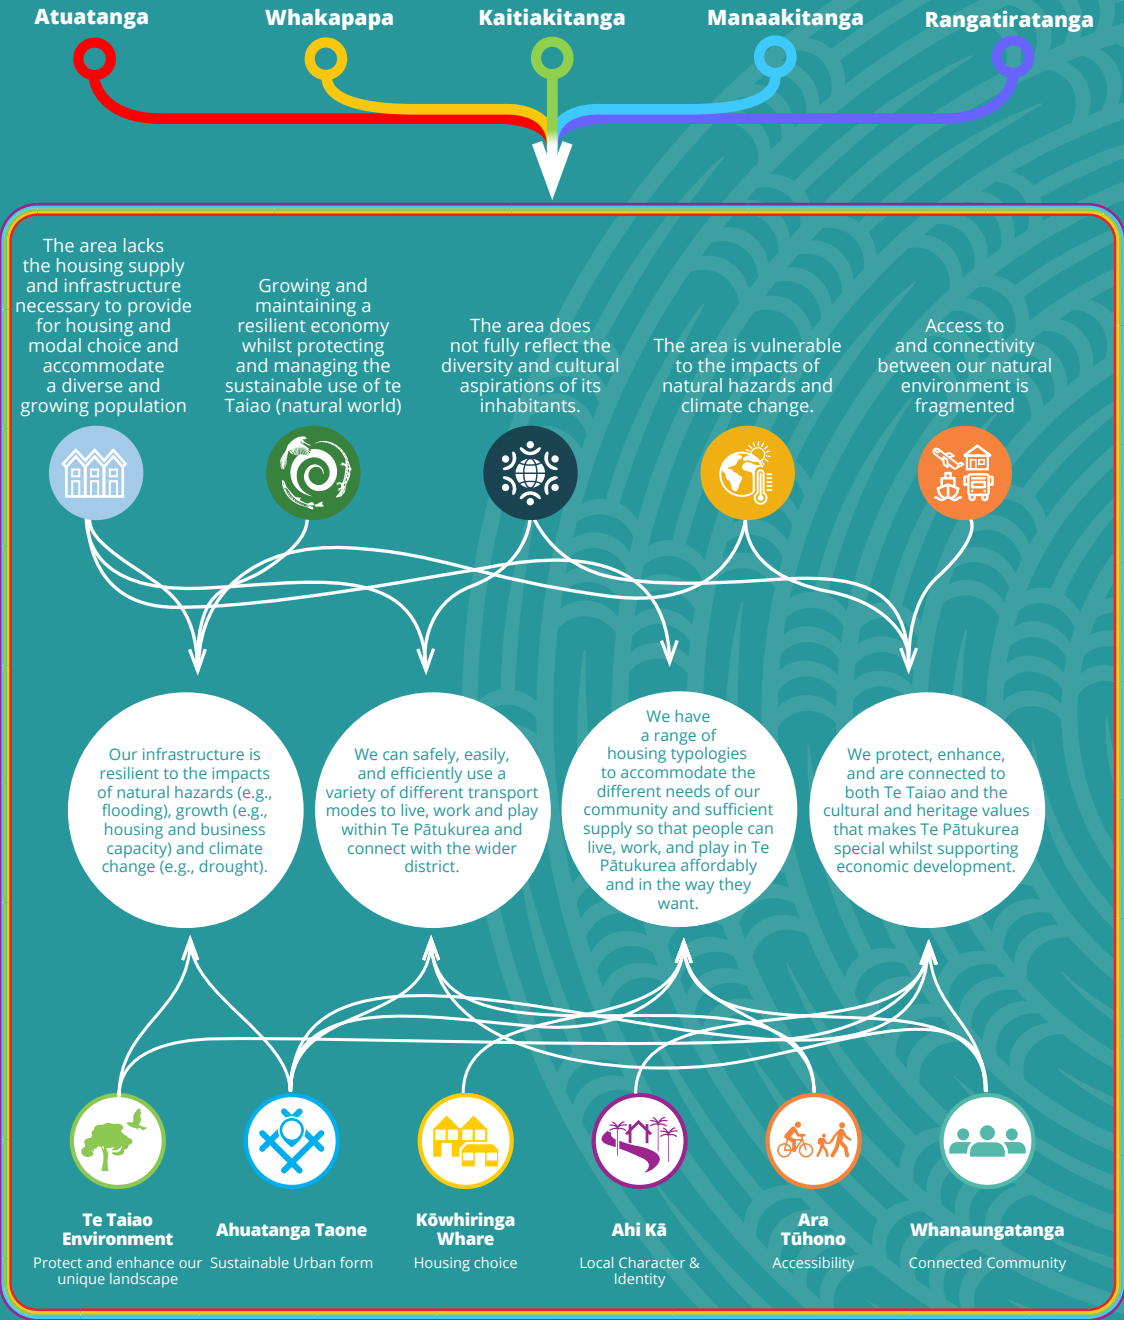 Atuatanga
Whakapapa
Kaitiakitanga
Manaakitanga
Rangatiratanga
The area lacks
the housing supply
and infrastructure
necessary to provide
for housing and
modal choice and
accommodate
a diverse and
growing population
Growing and
maintaining a
resilient economy
whilst protecting
and managing the
sustainable use of te
Taiao (natural world)
The area does
not fully reflect the
diversity and cultural
aspirations of its
inhabitants.
The area is vulnerable
to the impacts of
natural hazards and
climate change.
Access to
and connectivity
between our natural
environment is
fragmented
Our infrastructure is
resilient to the impacts
of natural hazards (e.g.,
flooding), growth (e.g.,
housing and business
capacity) and climate
change (e.g., drought).
We can safely, easily,
and efficiently use a
variety of different transport
modes to live, work and play
within Te Pātukurea and
connect with the wider
district.
We have
a range of
housing typologies
to accommodate the
different needs of our
community and sufficient
supply so that people can
live, work, and play in Te
Pātukurea affordably
and in the way they
want.
We protect, enhance,
and are connected to
both Te Taiao and the
cultural and heritage values
that makes Te Pātukurea
special whilst supporting
economic development.
Te Taiao
Environment
Protect and enhance our
unique landscape
Ahuatanga Taone
Sustainable Urban form
Kōwhiringa
Whare
Housing choice
Ahi Kā
Local Character &
Identity
Ara
Tūhono
Accessibility
Whanaungatanga
Connected Community